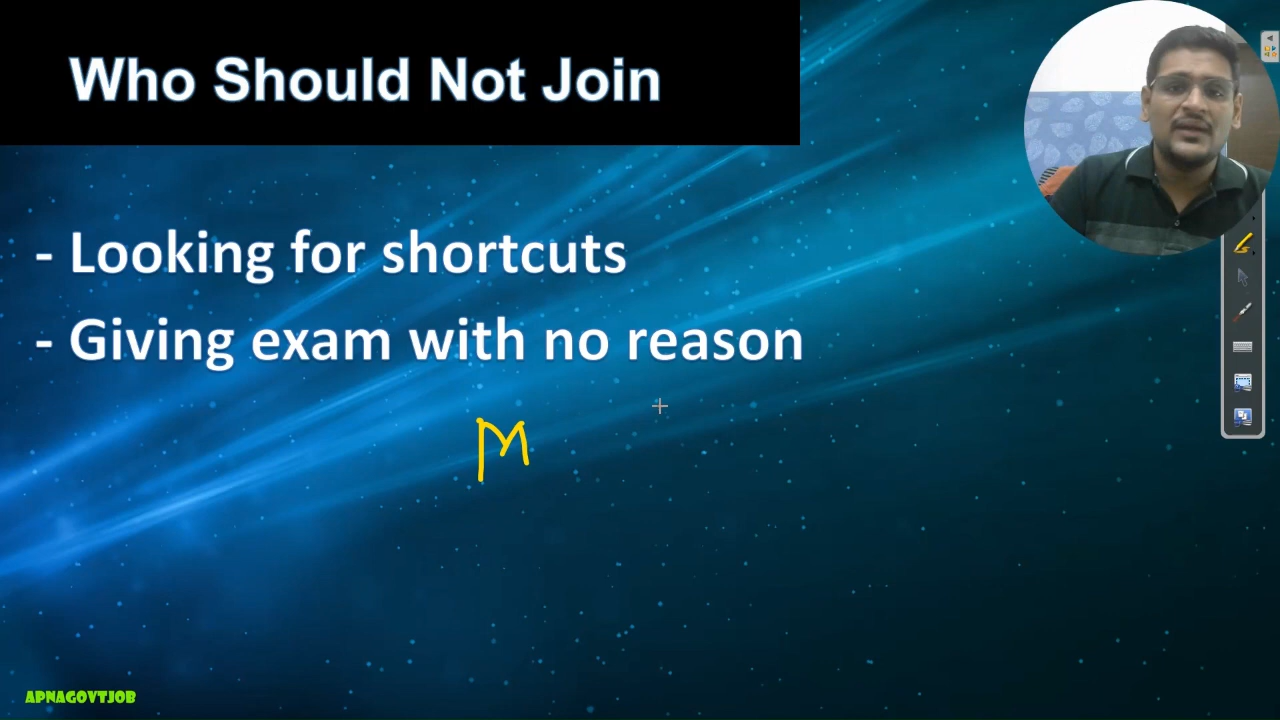 Who Should Not Join
- Looking for shortcuts
- Giving exam with no reason
M
APNAGOVTJOB